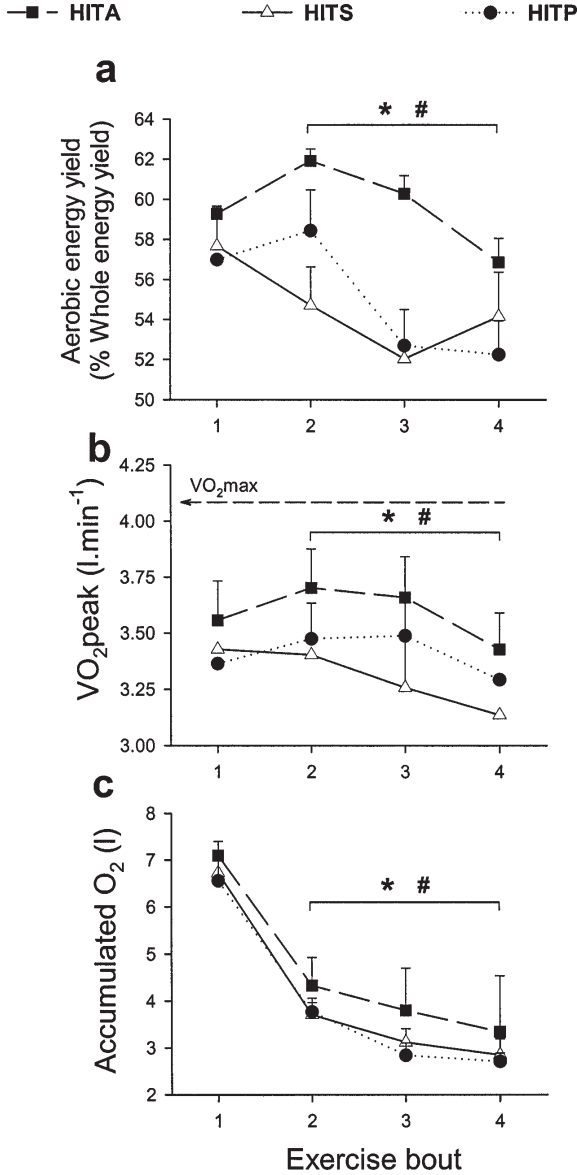 HITA HITS HITP
a
Aerobic energy yield
(% Whole energy yield)
64
62
60
58
56
54
52
50
* #
1 2 3 4
b
VO₂peak (l.min⁻¹)
4.25
4.00
3.75
3.50
3.25
3.00
VO₂max
* #
1 2 3 4
c
Accumulated O₂ (l)
8
7
6
5
4
3
2
* #
1 2 3 4
Exercise bout